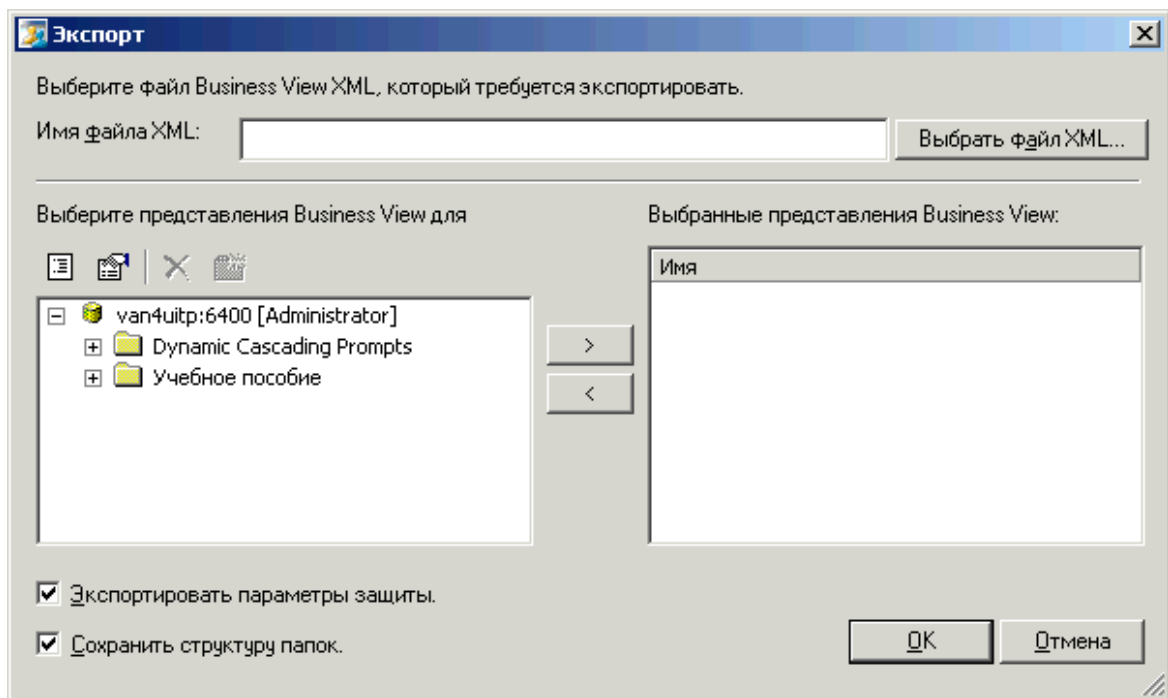 Экспорт
Выберите файл Business View XML, который требуется экспортировать.
Имя файла XML:
Выбрать файл XML...
Выберите представления Business View для
Выбранные представления Business View:
Имя
van4uitp:6400 [Administrator]
Dynamic Cascading Prompts
Учебное пособие
>
<
Экспортировать параметры защиты.
Сохранить структуру папок.
OK
Отмена